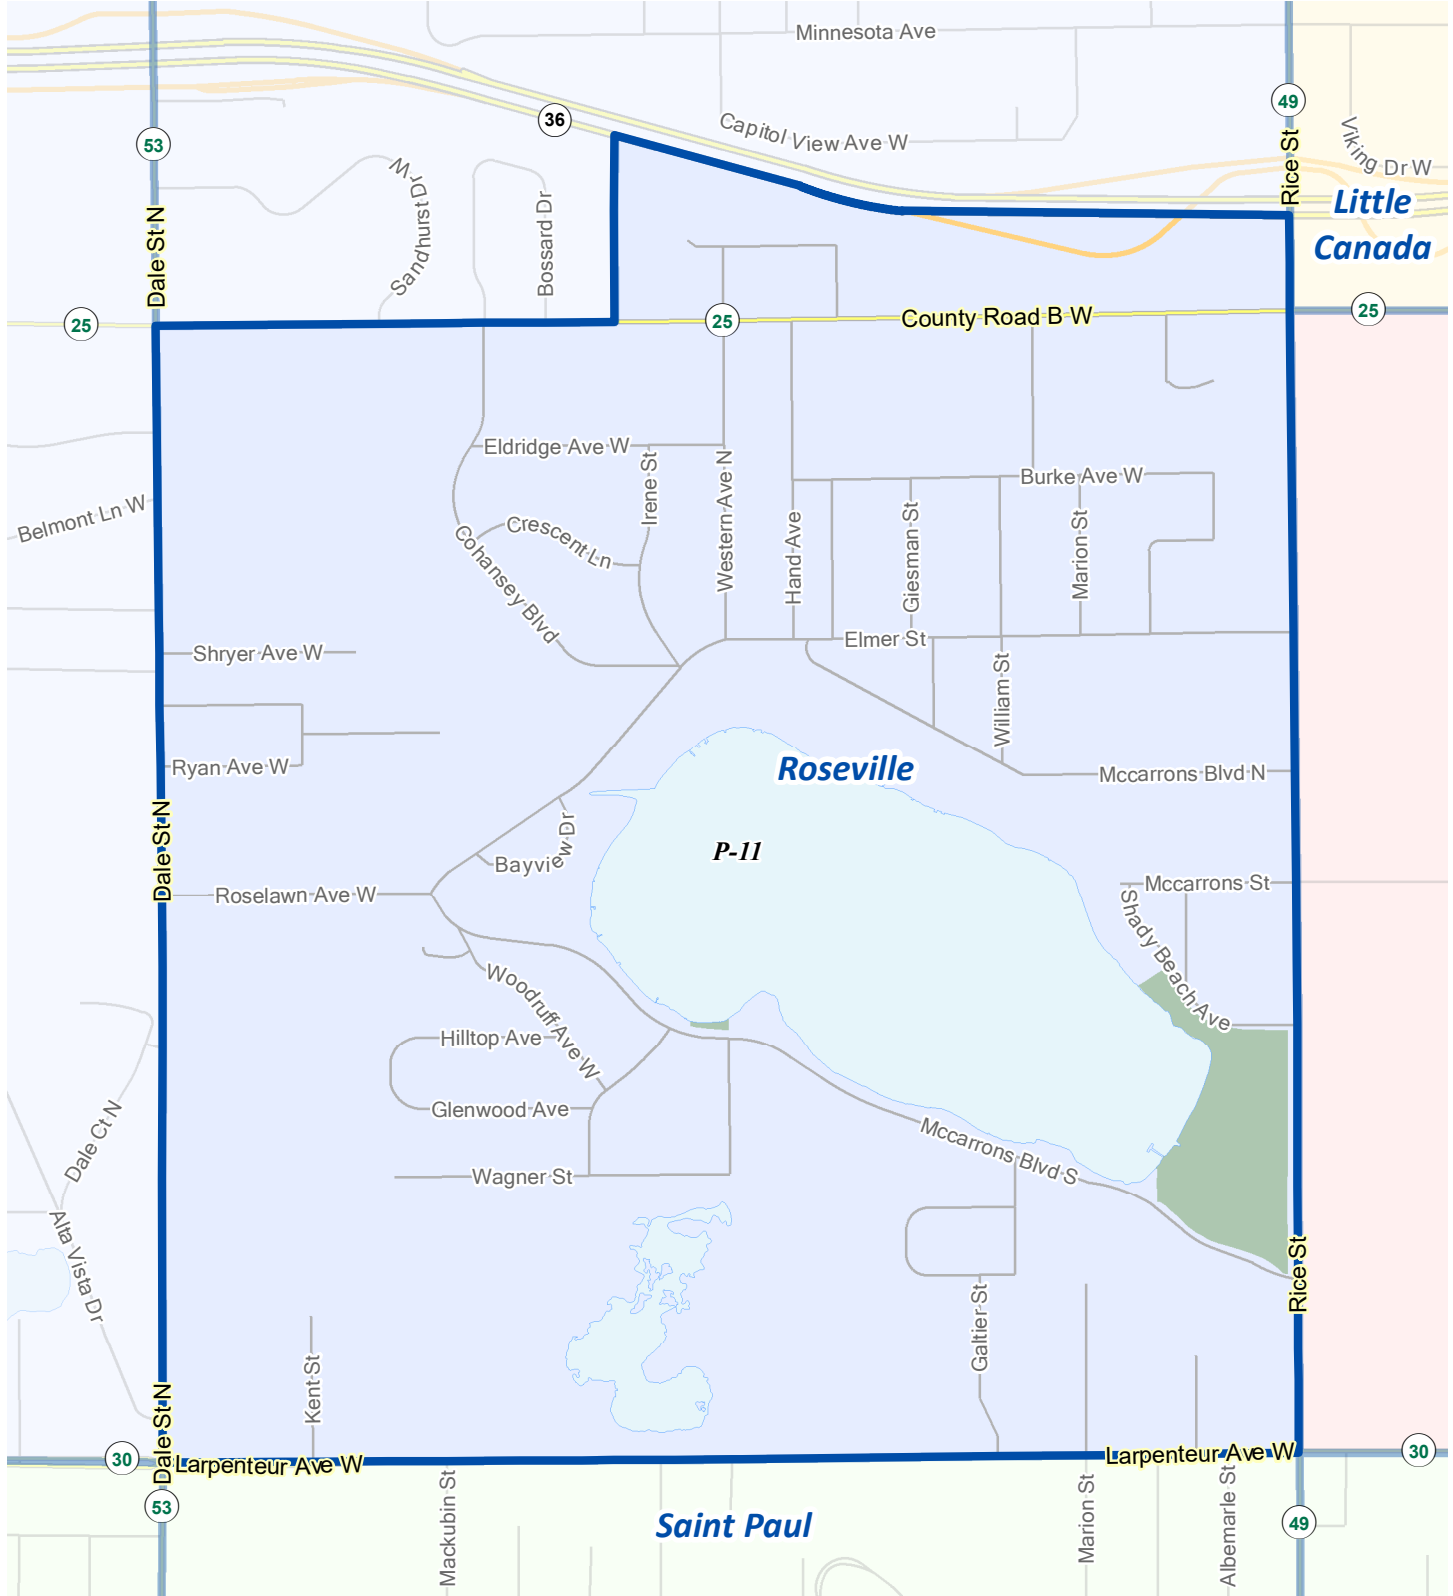 Minnesota Ave
49
36
53
Capitol View Ave W
Viking Dr W
Rice St
Sandhurst Dr W
Bossard Dr
Dale St N
Little
Canada
25
25
County Road B W
25
Eldridge Ave W
Irene St
Western Ave N
Burke Ave W
Belmont Ln W
Crescent Ln
Cohansey Blvd
Hand Ave
Giesman St
Marion St
Shryer Ave W
Elmer St
William St
Ryan Ave W
Roseville
Mccarrons Blvd N
Dale St N
Bayview Dr
P-11
Roselawn Ave W
Mccarrons St
Shady Beach Ave
Woodruff Ave W
Hilltop Ave
Glenwood Ave
Dale Ct N
Mccarrons Blvd S
Wagner St
Alta Vista Dr
Rice St
Galtier St
Kent St
Dale St N
30
Larpenteur Ave W
Larpenteur Ave W
30
53
Mackubin St
Saint Paul
Marion St
Albemarle St
49